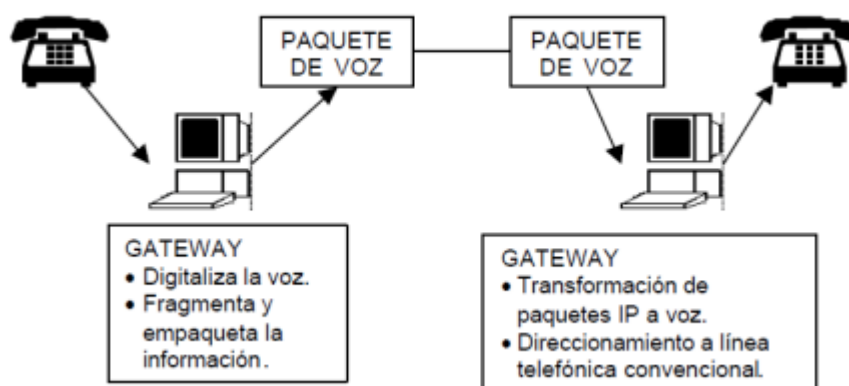 PAQUETE
DE VOZ
PAQUETE
DE VOZ
GATEWAY
• Digitaliza la voz.
• Fragmenta y
empaqueta la
información.
GATEWAY
• Transformación de
paquetes IP a voz.
• Direccionamiento a línea
telefónica convencional.